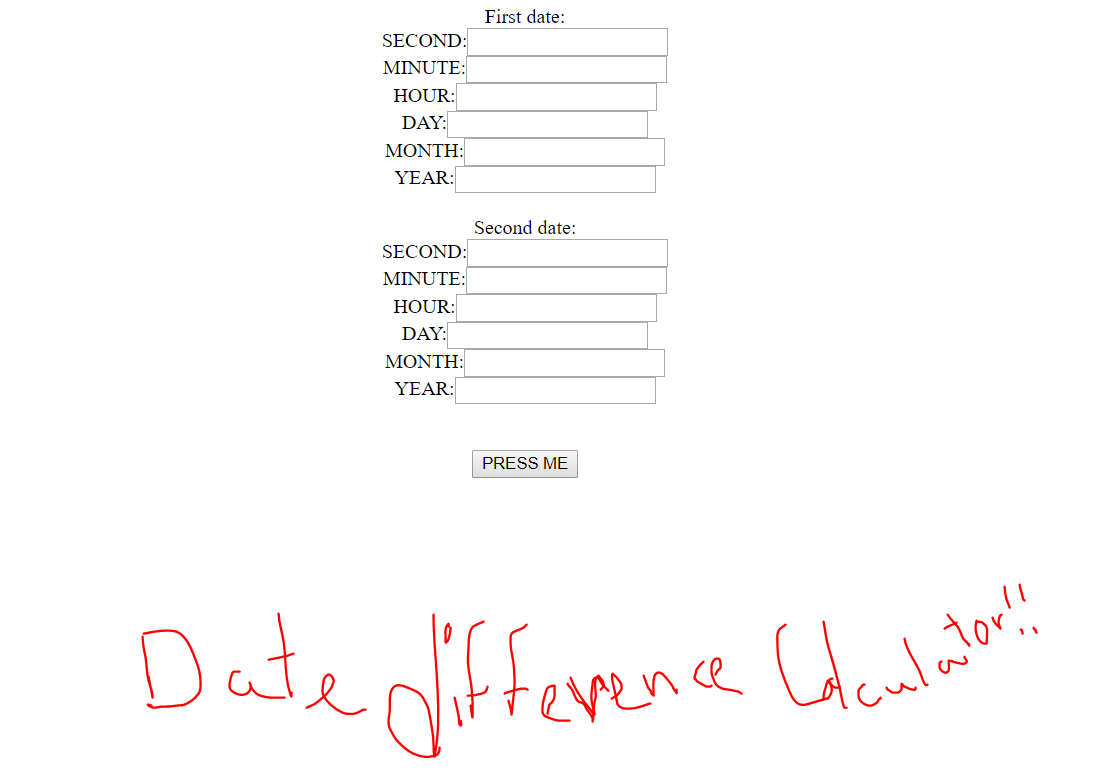 First date:
SECOND:
MINUTE:
HOUR:
DAY:
MONTH:
YEAR:
Second date:
SECOND:
MINUTE:
HOUR:
DAY:
MONTH:
YEAR:
PRESS ME
Date difference Calculator!!